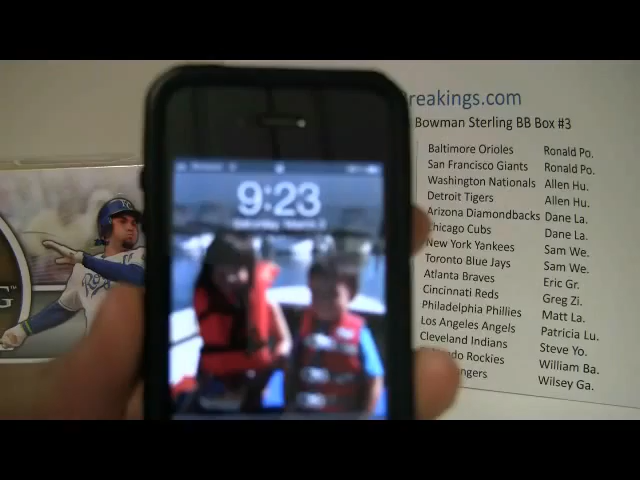 reakings.com
Bowman Sterling BB Box #3
Baltimore Orioles Ronald Po.
San Francisco Giants Ronald Po.
Washington Nationals Allen Hu.
Detroit Tigers Allen Hu.
Arizona Diamondbacks Dane La.
hicago Cubs Dane La.
New York Yankees Sam We.
Toronto Blue Jays Sam We.
Atlanta Braves Eric Gr.
Cincinnati Reds Greg Zi.
Philadelphia Phillies Matt La.
Los Angeles Angels Patricia Lu.
Cleveland Indians Steve Yo.
Rockies William Ba.
ngers Wilsey Ga.
9:23